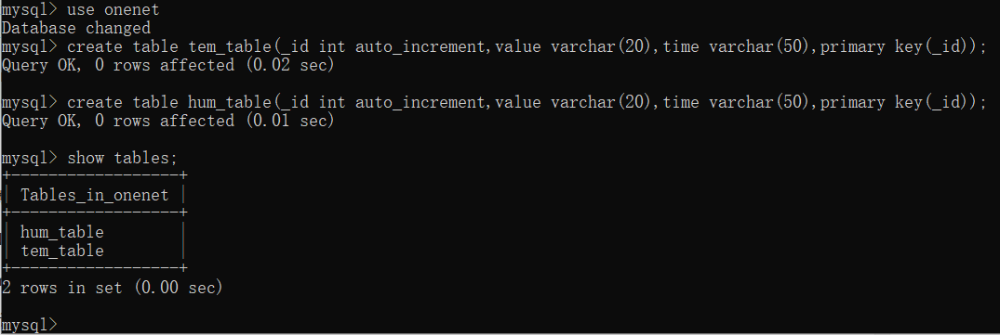 mysql> use onenet
Database changed
mysql> create table tem_table(_id int auto_increment,value varchar(20),time varchar(50),primary key(_id));
Query OK, 0 rows affected (0.02 sec)
mysql> create table hum_table(_id int auto_increment,value varchar(20),time varchar(50),primary key(_id));
Query OK, 0 rows affected (0.01 sec)
mysql> show tables;
+------------------+
| Tables_in_onenet |
+------------------+
| hum_table        |
| tem_table        |
+------------------+
2 rows in set (0.00 sec)
mysql>